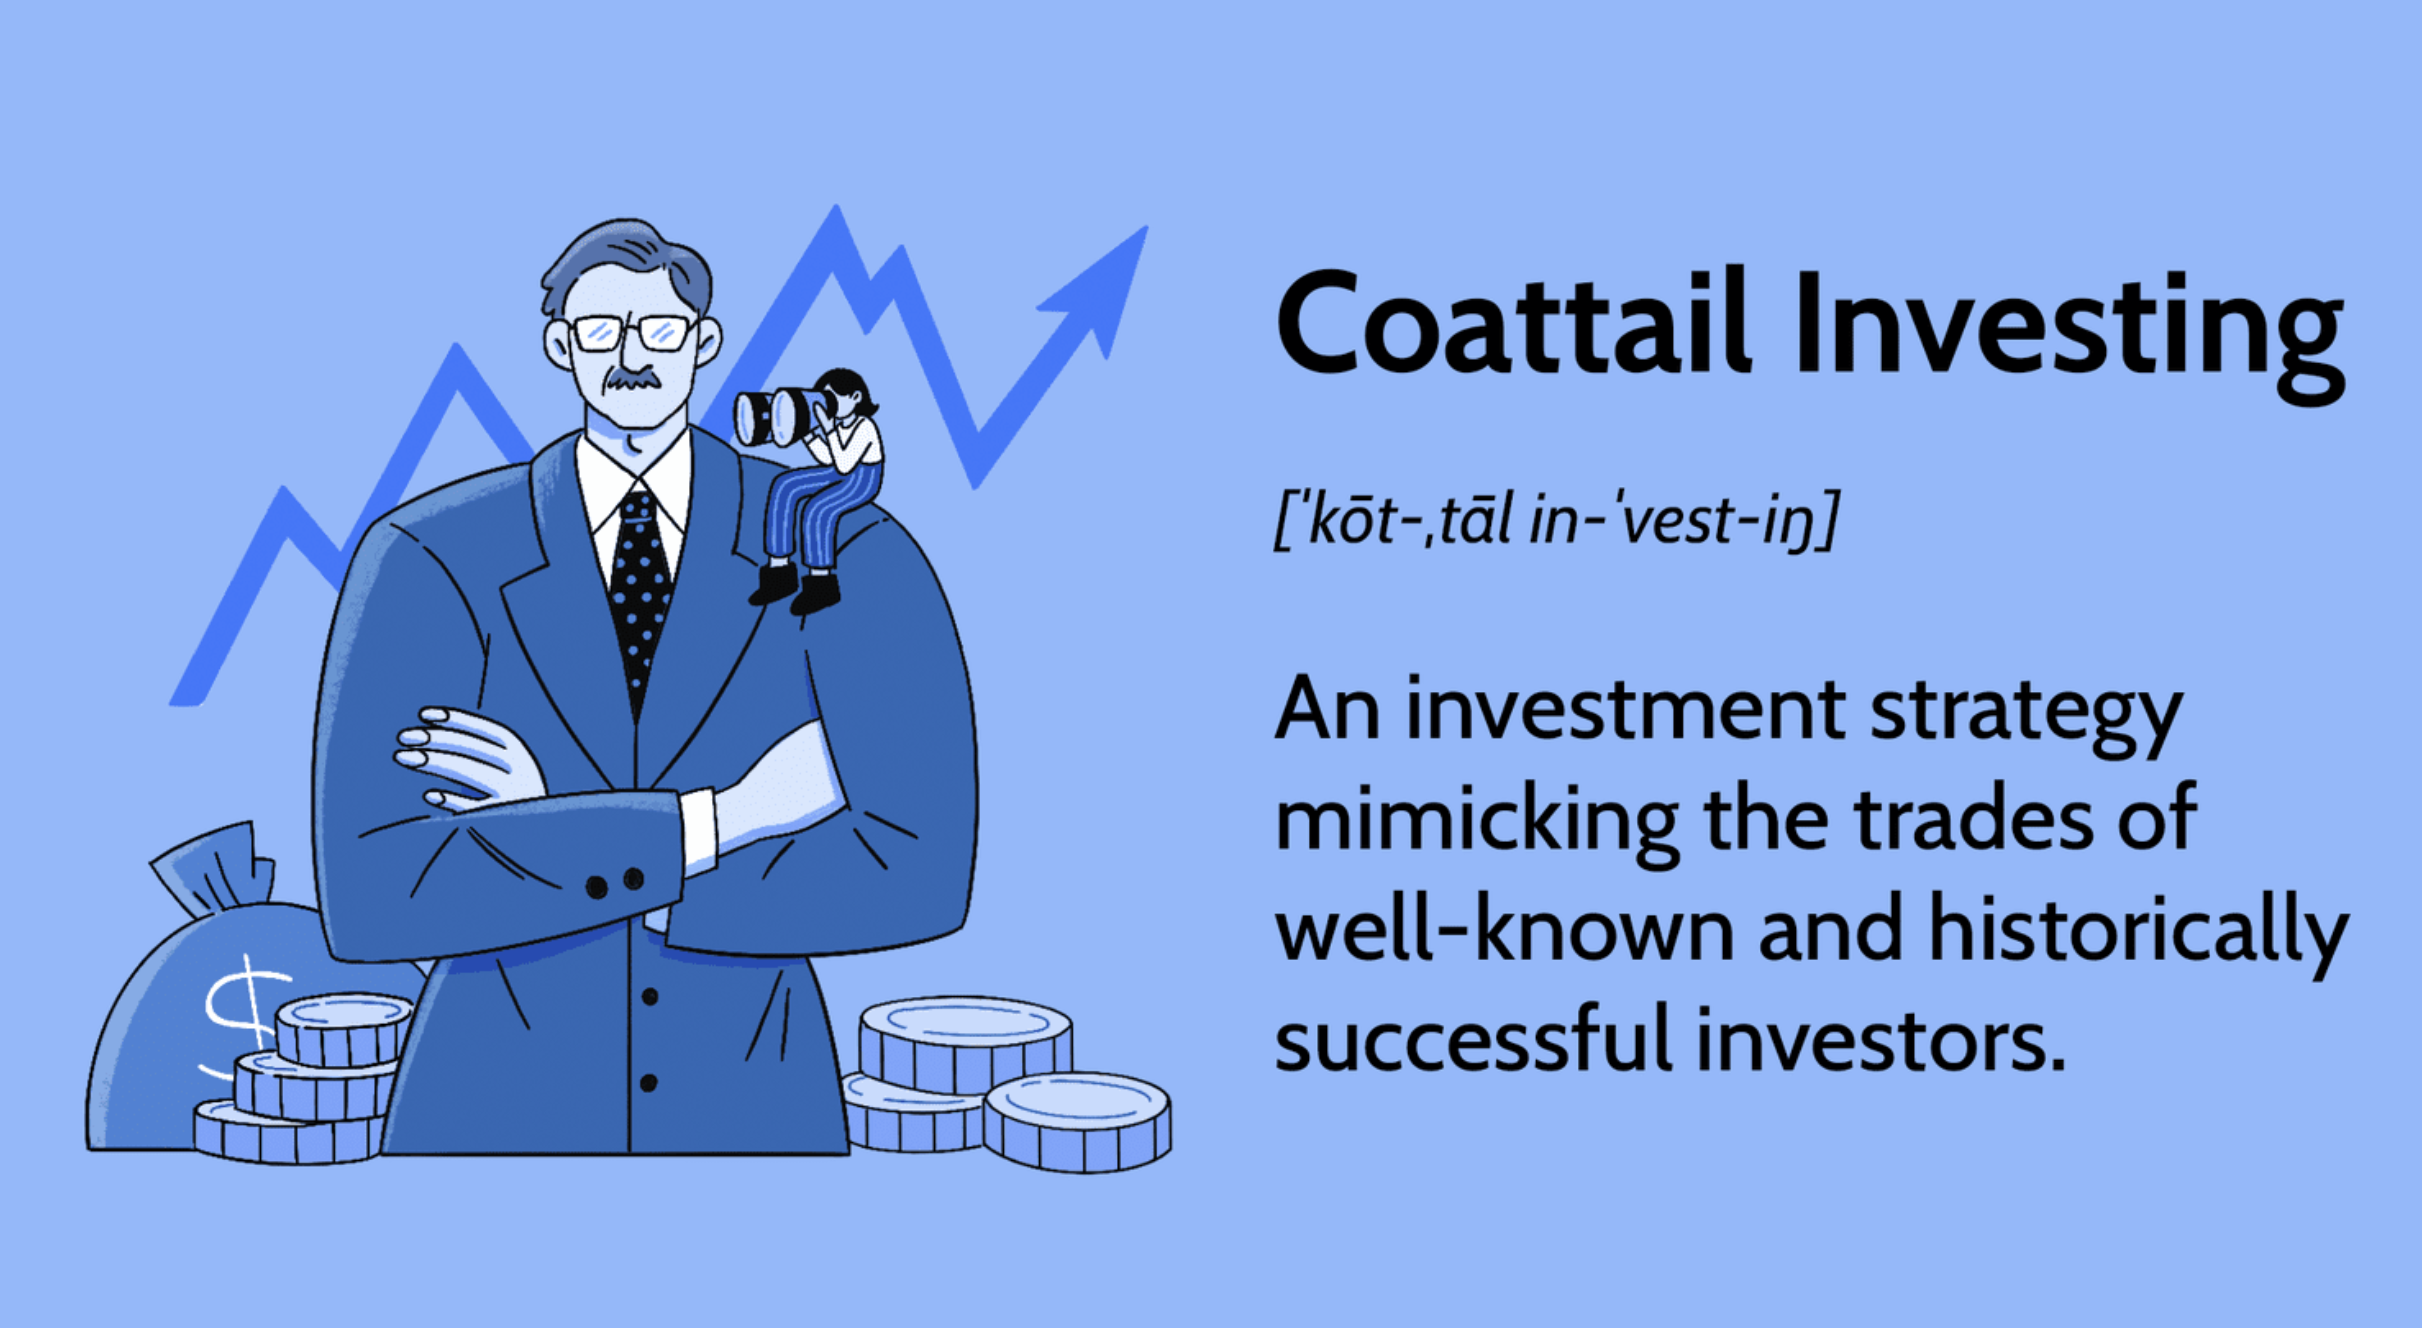 Coattail Investing
[ˈkōt-ˌtāl in-ˈvest-iŋ]
An investment strategy
mimicking the trades of
well-known and historically
successful investors.
$